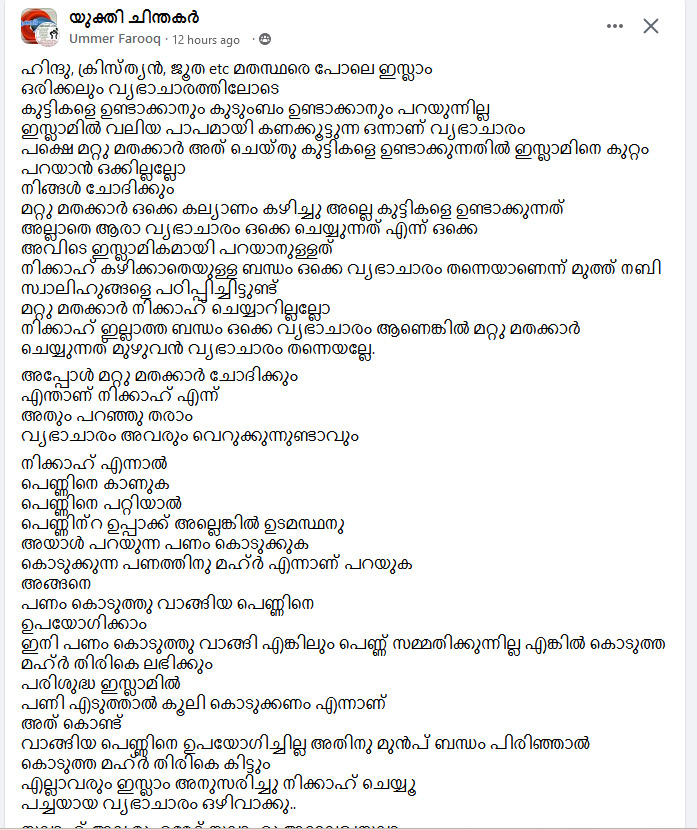 യുക്തി ചിന്തകർ
Ummer Farooq · 12 hours ago ·
ഹിന്ദു, ക്രിസ്ത്യൻ, ജൂത etc മതസ്ഥരെ പോലെ ഇസ്ലാം
ഒരിക്കലും വ്യഭാചാരത്തിലോടെ
കുട്ടികളെ ഉണ്ടാക്കാനും കുടുംബം ഉണ്ടാക്കാനും പറയുന്നില്ല
ഇസ്ലാമിൽ വലിയ പാപമായി കണക്കൂട്ടുന്ന ഒന്നാണ് വ്യഭാചാരം
പക്ഷെ മറ്റു മതക്കാർ അത് ചെയ്തു കുട്ടികളെ ഉണ്ടാക്കുന്നതിൽ ഇസ്ലാമിനെ കുറ്റം
പറയാൻ ഒക്കില്ലല്ലോ
നിങ്ങൾ ചോദിക്കും
മറ്റു മതക്കാർ ഒക്കെ കല്യാണം കഴിച്ചു അല്ലെ കുട്ടികളെ ഉണ്ടാക്കുന്നത്
അല്ലാതെ ആരാ വ്യഭാചാരം ഒക്കെ ചെയ്യുന്നത് എന്ന് ഒക്കെ
അവിടെ ഇസ്ലാമികമായി പറയാനുള്ളത്
നിക്കാഹ് കഴിക്കാതെയുള്ള ബന്ധം ഒക്കെ വ്യഭാചാരം തന്നെയാണെന്ന് മുത്ത് നബി
സ്വാലിഹുങ്ങളെ പഠിപ്പിച്ചിട്ടുണ്ട്
മറ്റു മതക്കാർ നിക്കാഹ് ചെയ്യാറില്ലല്ലോ
നിക്കാഹ് ഇല്ലാത്ത ബന്ധം ഒക്കെ വ്യഭാചാരം ആണെങ്കിൽ മറ്റു മതക്കാർ
ചെയ്യുന്നത് മുഴുവൻ വ്യഭാചാരം തന്നെയല്ലേ.
അപ്പോൾ മറ്റു മതക്കാർ ചോദിക്കും
എന്താണ് നിക്കാഹ് എന്ന്
അതും പറഞ്ഞു തരാം
വ്യഭാചാരം അവരും വെറുക്കുന്നുണ്ടാവും
നിക്കാഹ് എന്നാൽ
പെണ്ണിനെ കാണുക
പെണ്ണിനെ പറ്റിയാൽ
പെണ്ണിന്റ ഉപ്പാക്ക് അല്ലെങ്കിൽ ഉടമസ്ഥനു
അയാൾ പറയുന്ന പണം കൊടുക്കുക
കൊടുക്കുന്ന പണത്തിനു മഹ്ർ എന്നാണ് പറയുക
അങ്ങനെ
പണം കൊടുത്തു വാങ്ങിയ പെണ്ണിനെ
ഉപയോഗിക്കാം
ഇനി പണം കൊടുത്തു വാങ്ങി എങ്കിലും പെണ്ണ് സമ്മതിക്കുന്നില്ല എങ്കിൽ കൊടുത്ത
മഹ്ർ തിരികെ ലഭിക്കും
പരിശുദ്ധ ഇസ്ലാമിൽ
പണി എടുത്താൽ കൂലി കൊടുക്കണം എന്നാണ്
അത് കൊണ്ട്
വാങ്ങിയ പെണ്ണിനെ ഉപയോഗിച്ചില്ല അതിനു മുൻപ് ബന്ധം പിരിഞ്ഞാൽ
കൊടുത്ത മഹ്ർ തിരികെ കിട്ടും
എല്ലാവരും ഇസ്ലാം അനുസരിച്ചു നിക്കാഹ് ചെയ്യൂ
പച്ചയായ വ്യഭാചാരം ഒഴിവാക്കു..